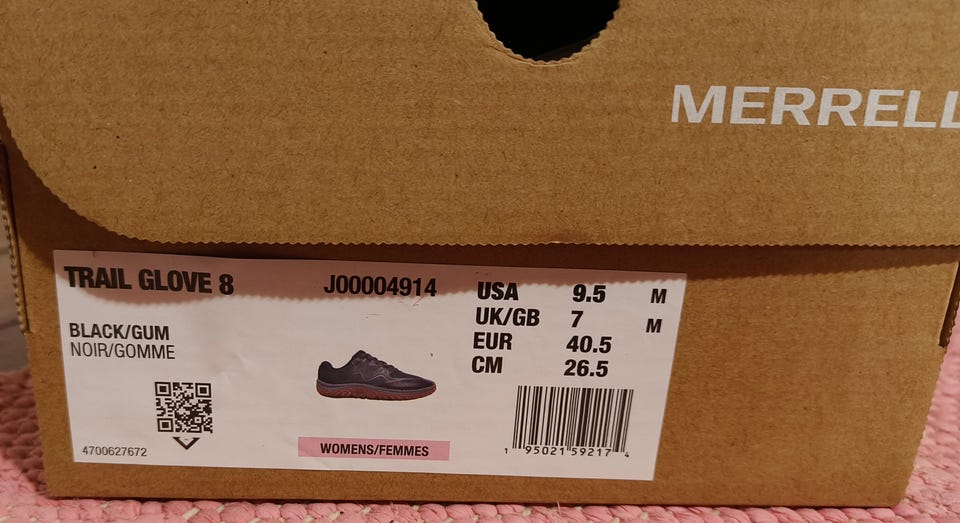 MERRELL
TRAIL GLOVE 8 J00004914
BLACK/GUM
NOIR/GOMME
USA 9.5 M
UK/GB 7 M
EUR 40.5
CM 26.5
4700627672
WOMENS/FEMMES
1 95021 59217 4